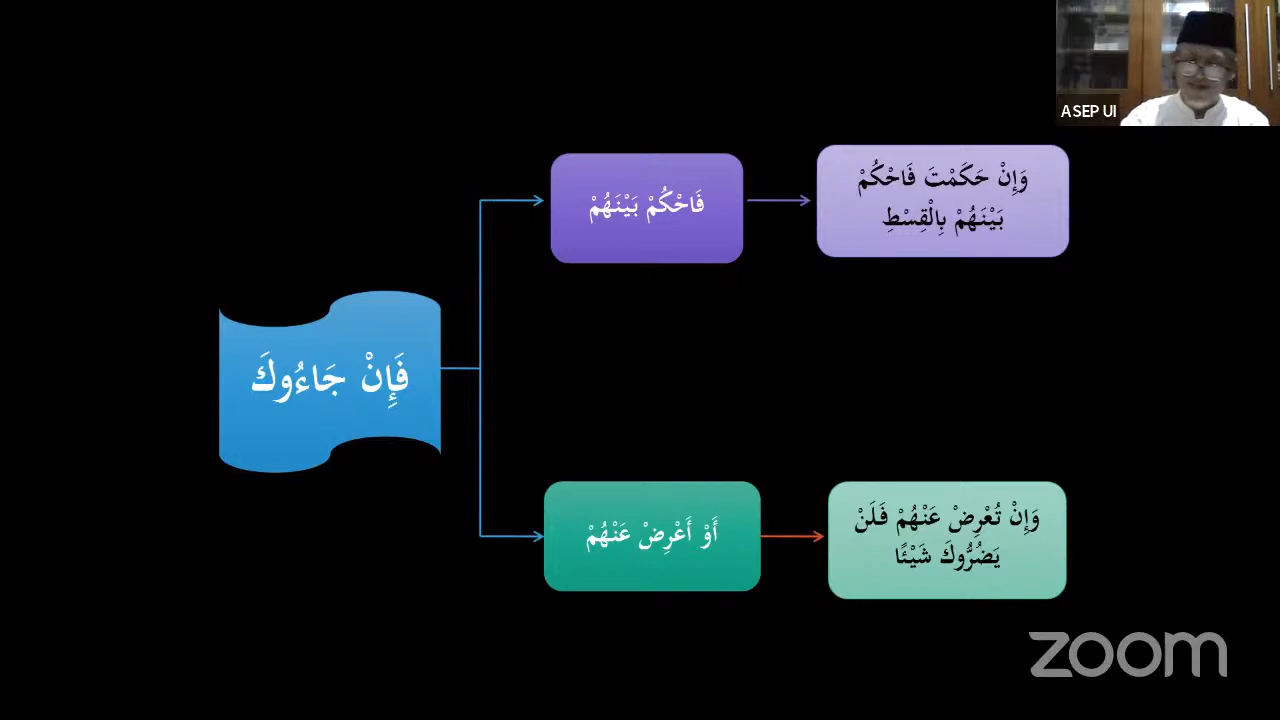 ASEP UI
فَاحْكُمْ بَيْنَهُمْ
وَإِنْ حَكَمْتَ فَاحْكُمْ
بَيْنَهُمْ بِالْقِسْطِ
فَإِنْ جَاءُوكَ
أَوْ أَعْرِضْ عَنْهُمْ
وَإِنْ تُعْرِضْ عَنْهُمْ فَلَنْ
يَضُرُّوكَ شَيْئًا
zoom